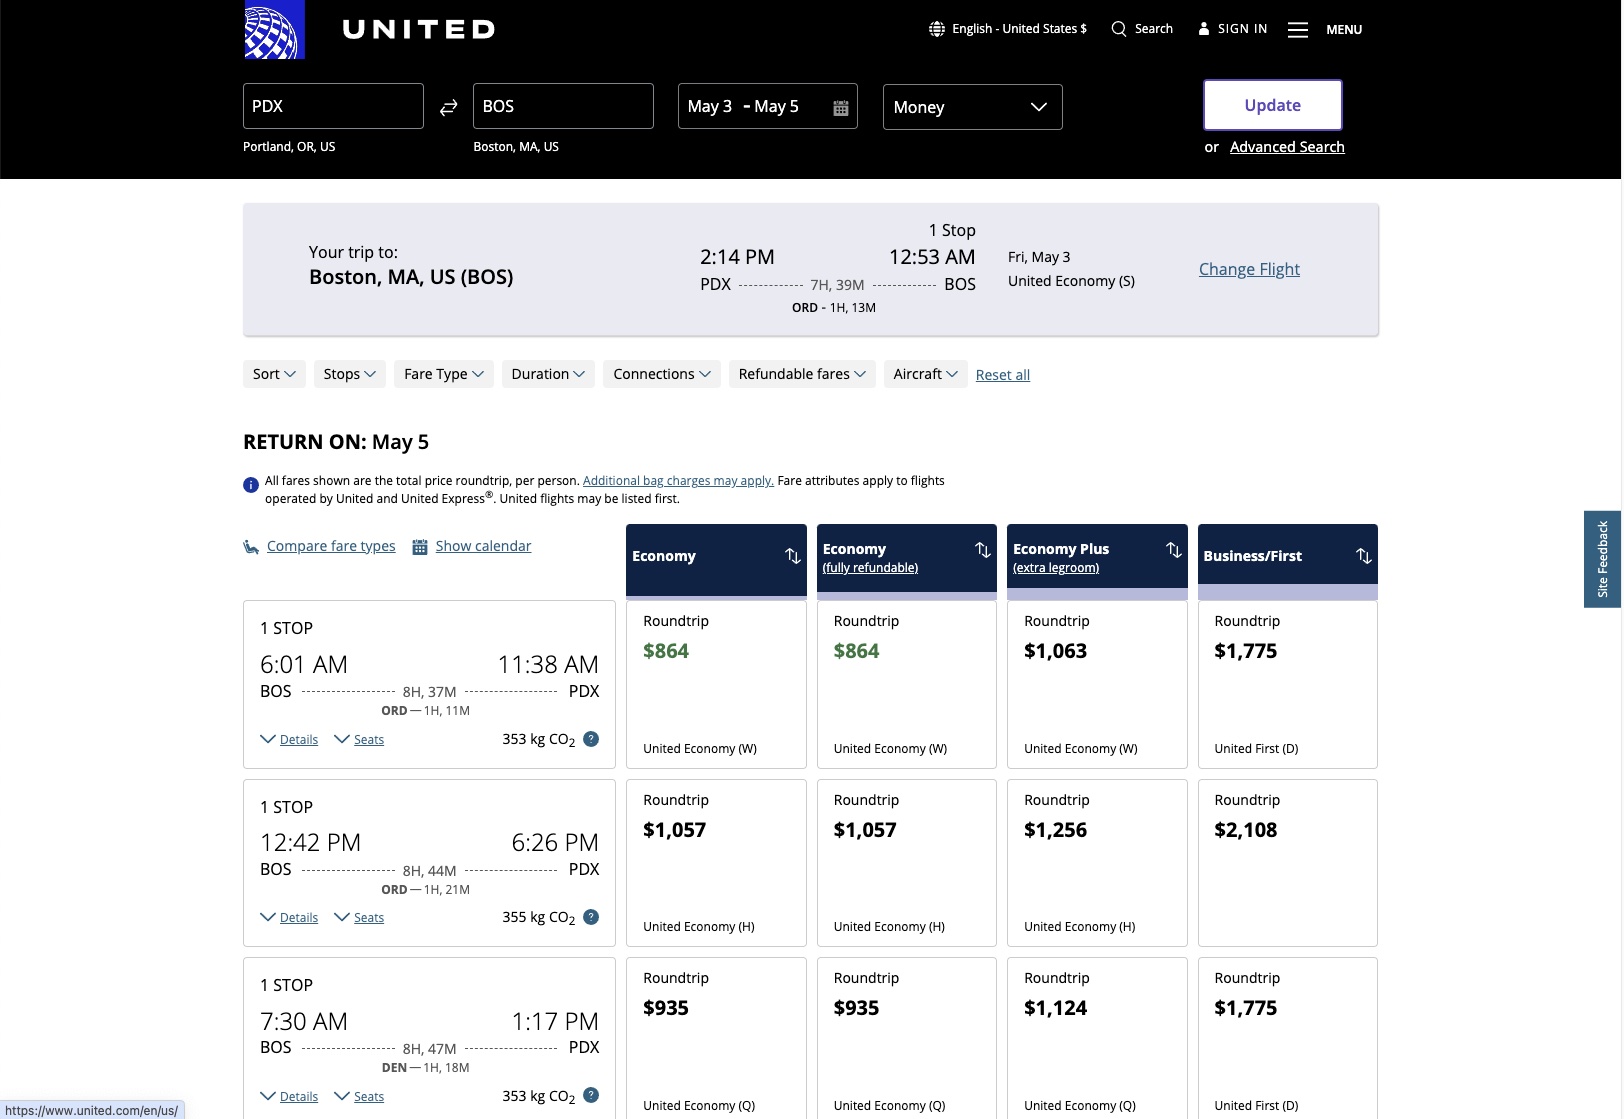 UNITED
English - United States $
Search
SIGN IN
MENU
PDX
BOS
May 3 - May 5
Money
Update
Portland, OR, US
Boston, MA, US
or Advanced Search
Your trip to:
Boston, MA, US (BOS)
1 Stop
2:14 PM 12:53 AM
PDX 7H, 39M BOS
ORD - 1H, 13M
Fri, May 3
United Economy (S)
Change Flight
Sort
Stops
Fare Type
Duration
Connections
Refundable fares
Aircraft
Reset all
RETURN ON: May 5
All fares shown are the total price roundtrip, per person. Additional bag charges may apply. Fare attributes apply to flights
operated by United and United Express®. United flights may be listed first.
Compare fare types
Show calendar
Economy
Economy
(fully refundable)
Economy Plus
(extra legroom)
Business/First
1 STOP
6:01 AM 11:38 AM
BOS 8H, 37M PDX
ORD — 1H, 11M
Details Seats 353 kg CO2 ?
Roundtrip
$864
United Economy (W)
Roundtrip
$864
United Economy (W)
Roundtrip
$1,063
United Economy (W)
Roundtrip
$1,775
United First (D)
1 STOP
12:42 PM 6:26 PM
BOS 8H, 44M PDX
ORD — 1H, 21M
Details Seats 355 kg CO2 ?
Roundtrip
$1,057
United Economy (H)
Roundtrip
$1,057
United Economy (H)
Roundtrip
$1,256
United Economy (H)
Roundtrip
$2,108
1 STOP
7:30 AM 1:17 PM
BOS 8H, 47M PDX
DEN — 1H, 18M
Details Seats 353 kg CO2 ?
Roundtrip
$935
United Economy (Q)
Roundtrip
$935
United Economy (Q)
Roundtrip
$1,124
United Economy (Q)
Roundtrip
$1,775
United First (D)
Site Feedback
https://www.united.com/en/us/